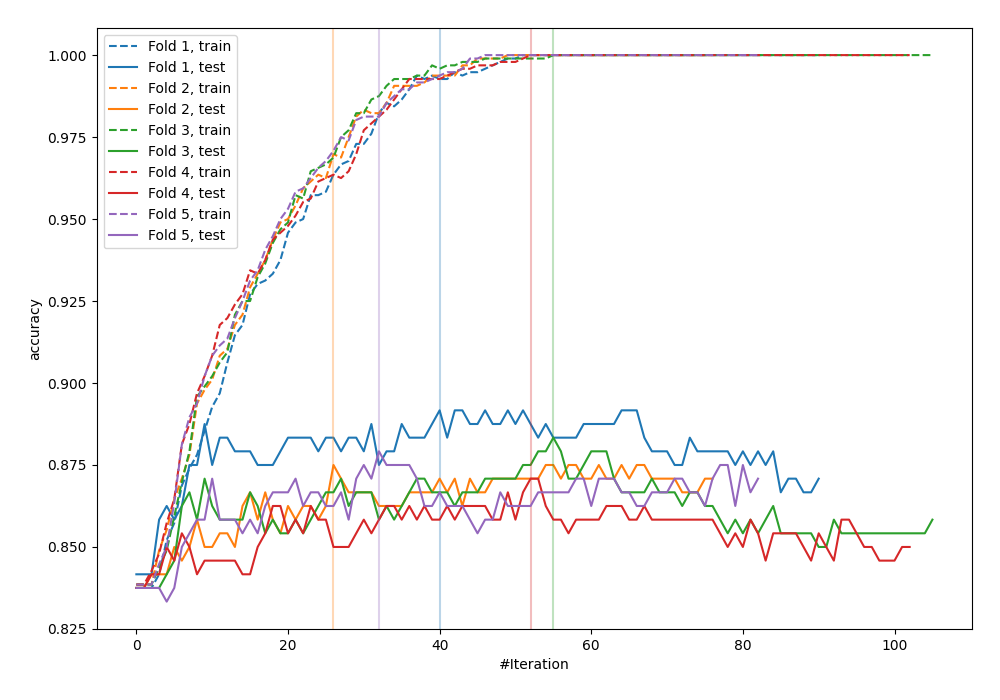 1.000
0.975
0.950
0.925
0.900
0.875
0.850
0.825
accuracy
Fold 1, train
Fold 1, test
Fold 2, train
Fold 2, test
Fold 3, train
Fold 3, test
Fold 4, train
Fold 4, test
Fold 5, train
Fold 5, test
0 20 40 60 80 100
#Iteration